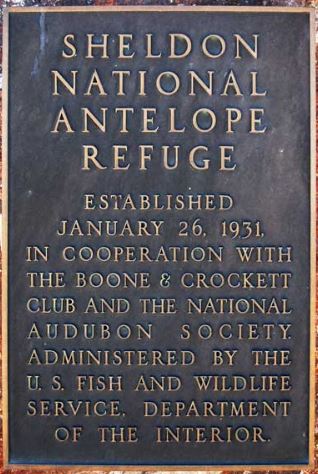 SHELDON
NATIONAL
ANTELOPE
REFUGE
ESTABLISHED
JANUARY 26, 1931,
IN COOPERATION WITH
THE BOONE & CROCKETT
CLUB AND THE NATIONAL
AUDUBON SOCIETY.
ADMINISTERED BY THE
U. S. FISH AND WILDLIFE
SERVICE, DEPARTMENT
OF THE INTERIOR.